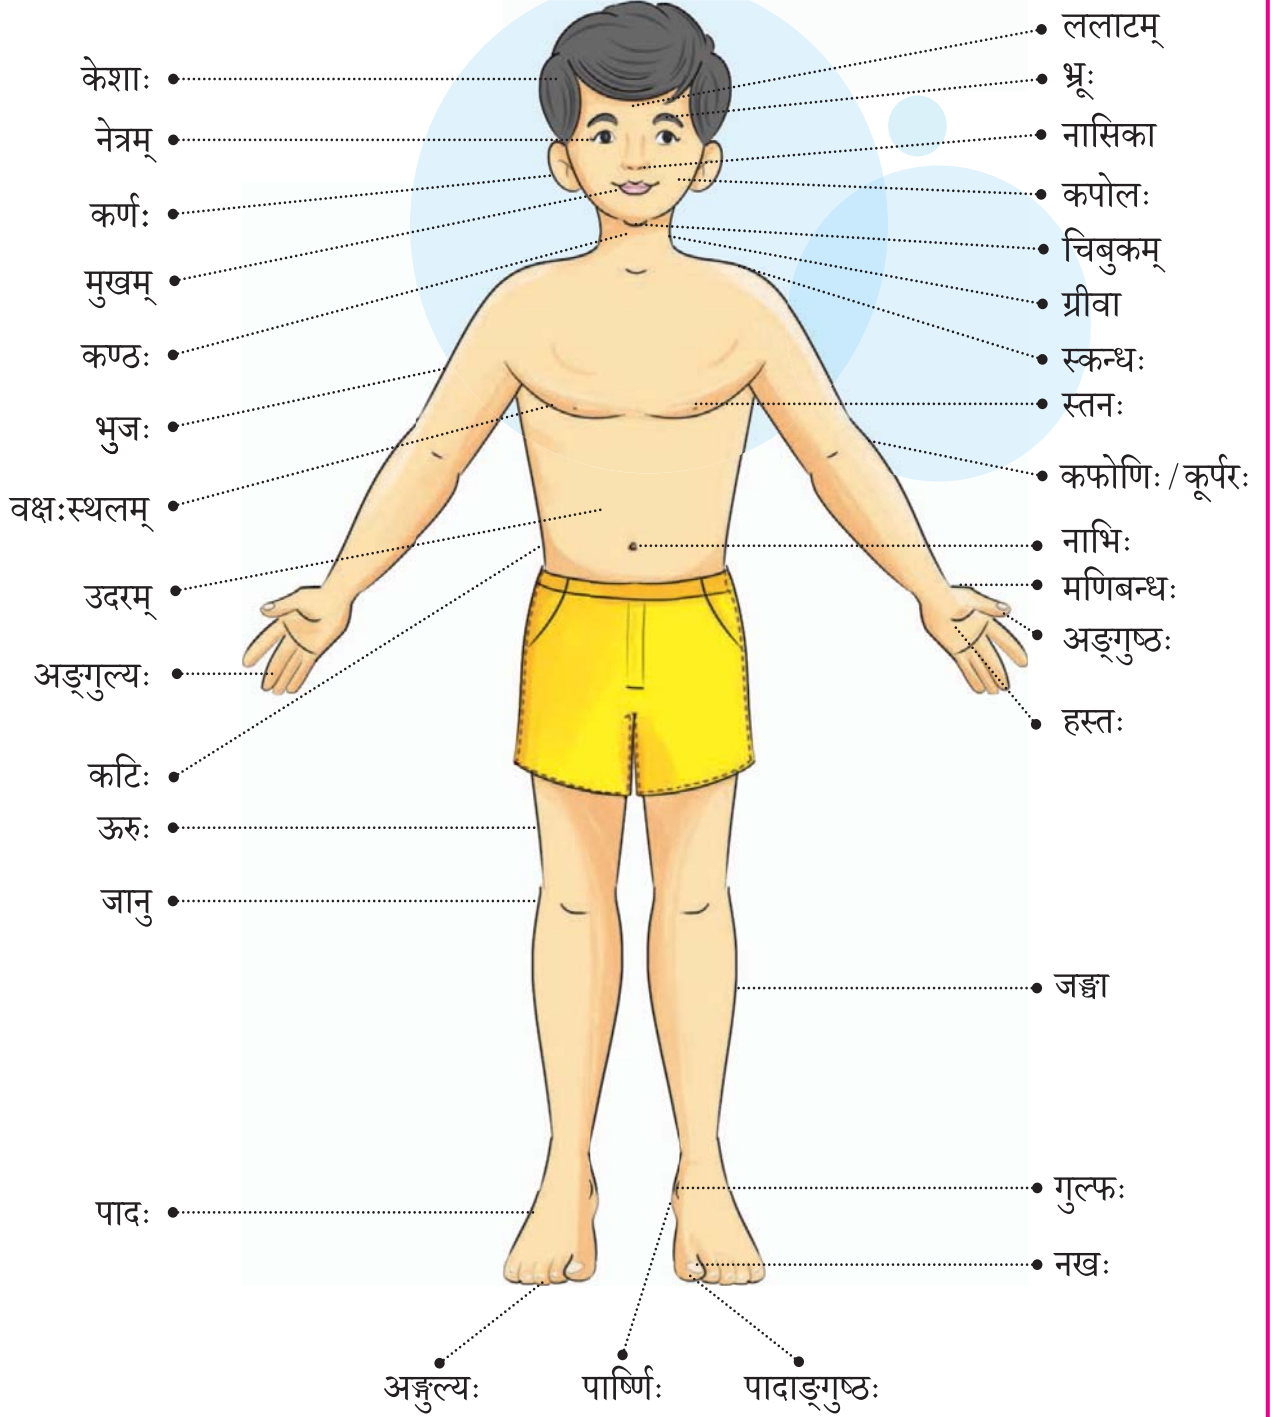 केशाः
नेत्रम्
कर्णः
मुखम्
कण्ठः
भुजः
वक्षःस्थलम्
उदरम्
अङ्गुल्यः
कटिः
ऊरुः
जानु
पादः
ललाटम्
भ्रूः
नासिका
कपोलः
चिबुकम्
ग्रीवा
स्कन्धः
स्तनः
कफोणिः / कूर्परः
नाभिः
मणिबन्धः
अङ्गुष्ठः
हस्तः
जङ्घा
गुल्फः
नखः
अङ्गुल्यः
पार्ष्णिः
पादाङ्गुष्ठः